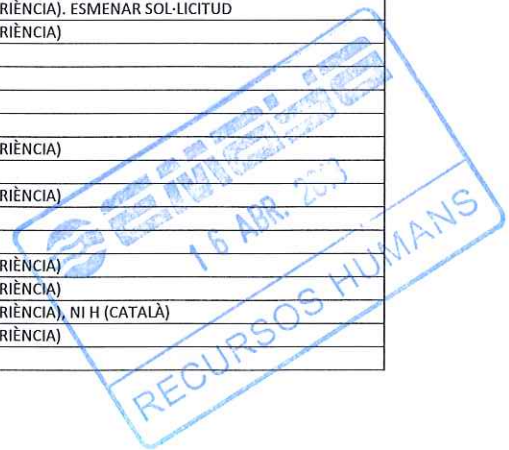 RIÈNCIA). ESMENAR SOL·LICITUD
RIÈNCIA)
RIÈNCIA)
RIÈNCIA)
RIÈNCIA)
RIÈNCIA)
RIÈNCIA), NI H (CATALÀ)
RIÈNCIA)
16 ABR.
RECURSOS HUMANS